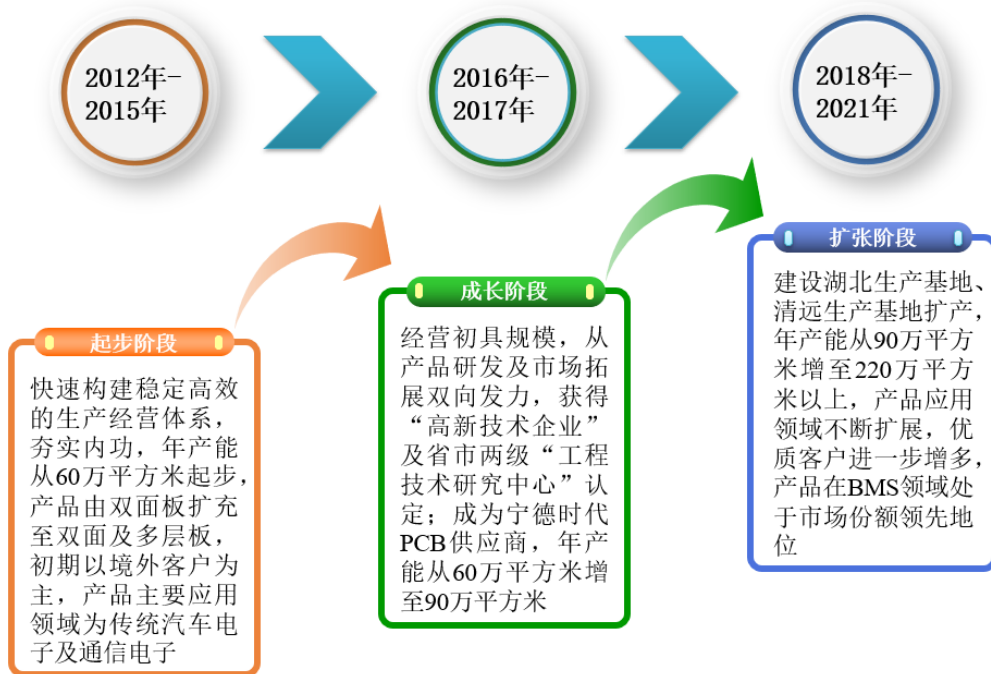 2012年-
2015年
2016年-
2017年
2018年-
2021年
起步阶段
快速构建稳定高效
的生产经营体系，
夯实内功，年产能
从60万平方米起步，
产品由双面板扩充
至双面及多层板，
初期以境外客户为
主，产品主要应用
领域为传统汽车电
子及通信电子
成长阶段
经营初具规模，从
产品研发及市场拓
展双向发力，获得
“高新技术企业”
及省市两级“工程
技术研究中心”认
定；成为宁德时代
PCB供应商，年产
能从60万平方米增
至90万平方米
扩张阶段
建设湖北生产基地、
清远生产基地扩产，
年产能从90万平方
米增至220万平方
米以上，产品应用
领域不断扩展，优
质客户进一步增多，
产品在BMS领域处
于市场份额领先地
位